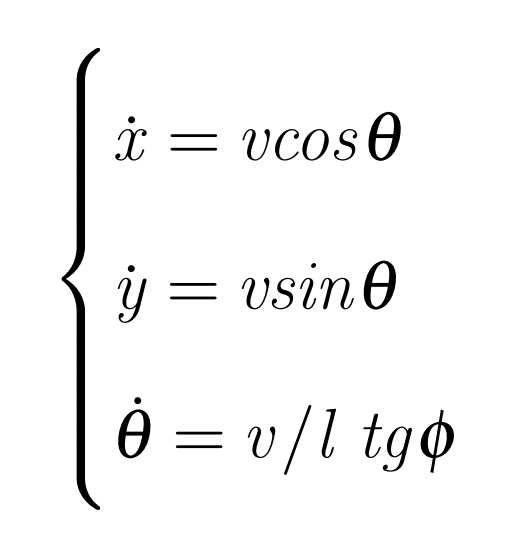 ẋ = vcosθ
ẏ = vsinθ
θ̇ = v/l tgϕ